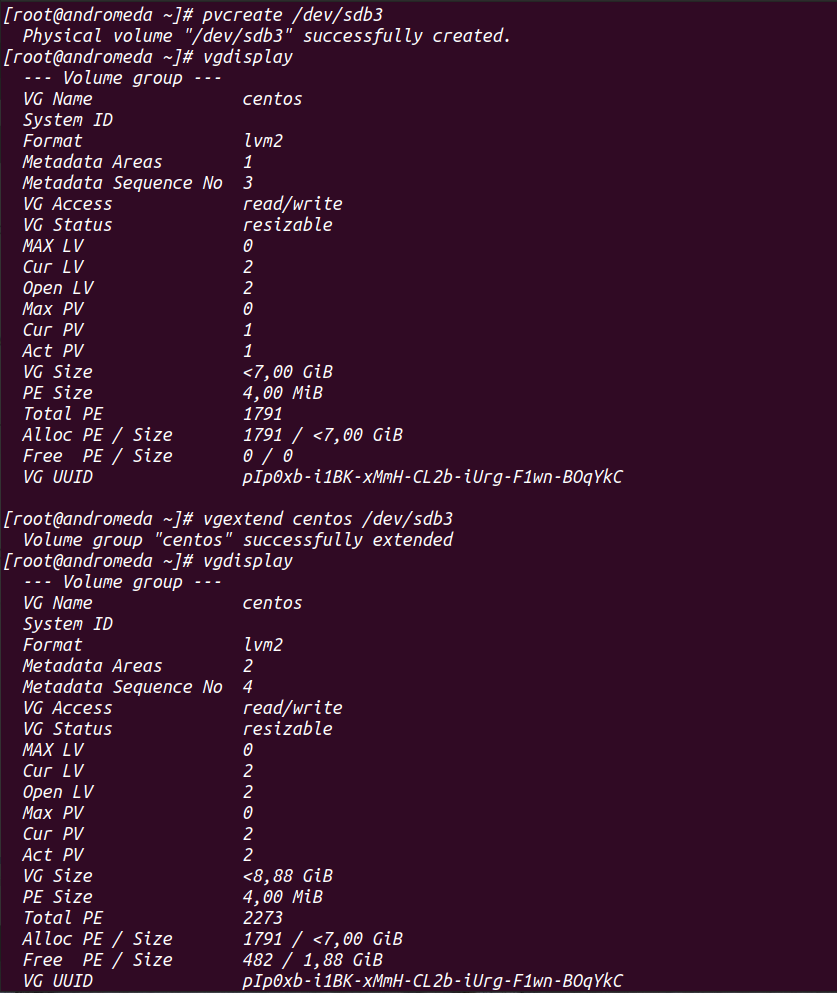 [root@andromeda ~]# pvcreate /dev/sdb3
  Physical volume "/dev/sdb3" successfully created.
[root@andromeda ~]# vgdisplay
  --- Volume group ---
  VG Name               centos
  System ID
  Format                lvm2
  Metadata Areas        1
  Metadata Sequence No  3
  VG Access             read/write
  VG Status             resizable
  MAX LV                0
  Cur LV                2
  Open LV               2
  Max PV                0
  Cur PV                1
  Act PV                1
  VG Size               <7,00 GiB
  PE Size               4,00 MiB
  Total PE              1791
  Alloc PE / Size       1791 / <7,00 GiB
  Free  PE / Size       0 / 0
  VG UUID               pIp0xb-i1BK-xMmH-CL2b-iUrg-F1wn-BOqYkC

[root@andromeda ~]# vgextend centos /dev/sdb3
  Volume group "centos" successfully extended
[root@andromeda ~]# vgdisplay
  --- Volume group ---
  VG Name               centos
  System ID
  Format                lvm2
  Metadata Areas        2
  Metadata Sequence No  4
  VG Access             read/write
  VG Status             resizable
  MAX LV                0
  Cur LV                2
  Open LV               2
  Max PV                0
  Cur PV                2
  Act PV                2
  VG Size               <8,88 GiB
  PE Size               4,00 MiB
  Total PE              2273
  Alloc PE / Size       1791 / <7,00 GiB
  Free  PE / Size       482 / 1,88 GiB
  VG UUID               pIp0xb-i1BK-xMmH-CL2b-iUrg-F1wn-BOqYkC